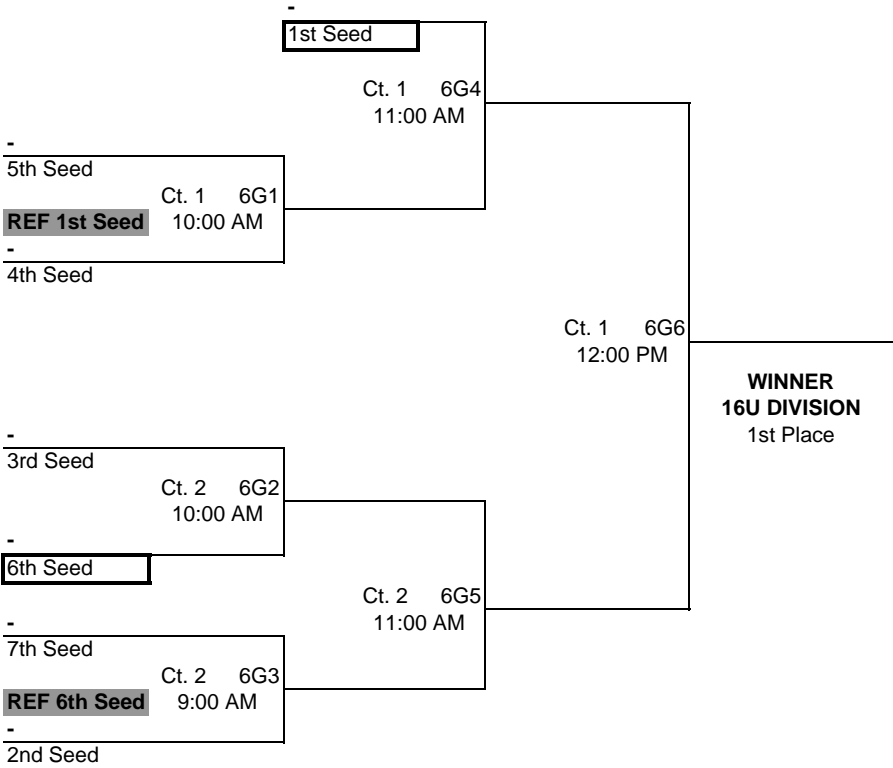 -
1st Seed
Ct. 1 6G4
11:00 AM
-
5th Seed
Ct. 1 6G1
REF 1st Seed 10:00 AM
-
4th Seed
Ct. 1 6G6
12:00 PM
WINNER
16U DIVISION
1st Place
-
3rd Seed
Ct. 2 6G2
10:00 AM
-
6th Seed
Ct. 2 6G5
11:00 AM
-
7th Seed
Ct. 2 6G3
REF 6th Seed 9:00 AM
-
2nd Seed